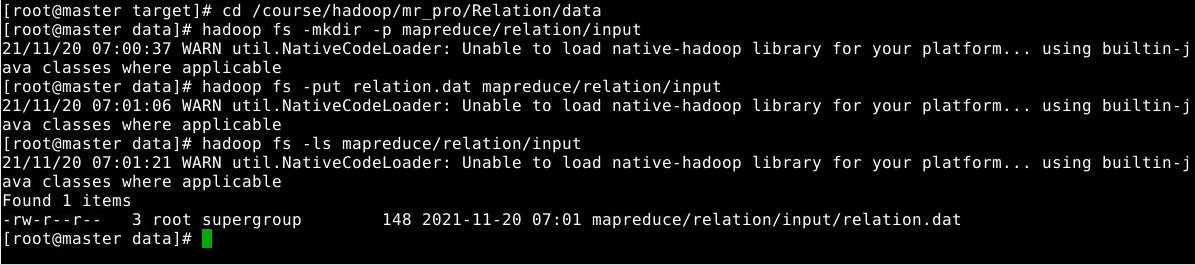 [root@master target]# cd /course/hadoop/mr_pro/Relation/data
[root@master data]# hadoop fs -mkdir -p mapreduce/relation/input
21/11/20 07:00:37 WARN util.NativeCodeLoader: Unable to load native-hadoop library for your platform... using builtin-j
ava classes where applicable
[root@master data]# hadoop fs -put relation.dat mapreduce/relation/input
21/11/20 07:01:06 WARN util.NativeCodeLoader: Unable to load native-hadoop library for your platform... using builtin-j
ava classes where applicable
[root@master data]# hadoop fs -ls mapreduce/relation/input
21/11/20 07:01:21 WARN util.NativeCodeLoader: Unable to load native-hadoop library for your platform... using builtin-j
ava classes where applicable
Found 1 items
-rw-r--r--   3 root supergroup        148 2021-11-20 07:01 mapreduce/relation/input/relation.dat
[root@master data]#